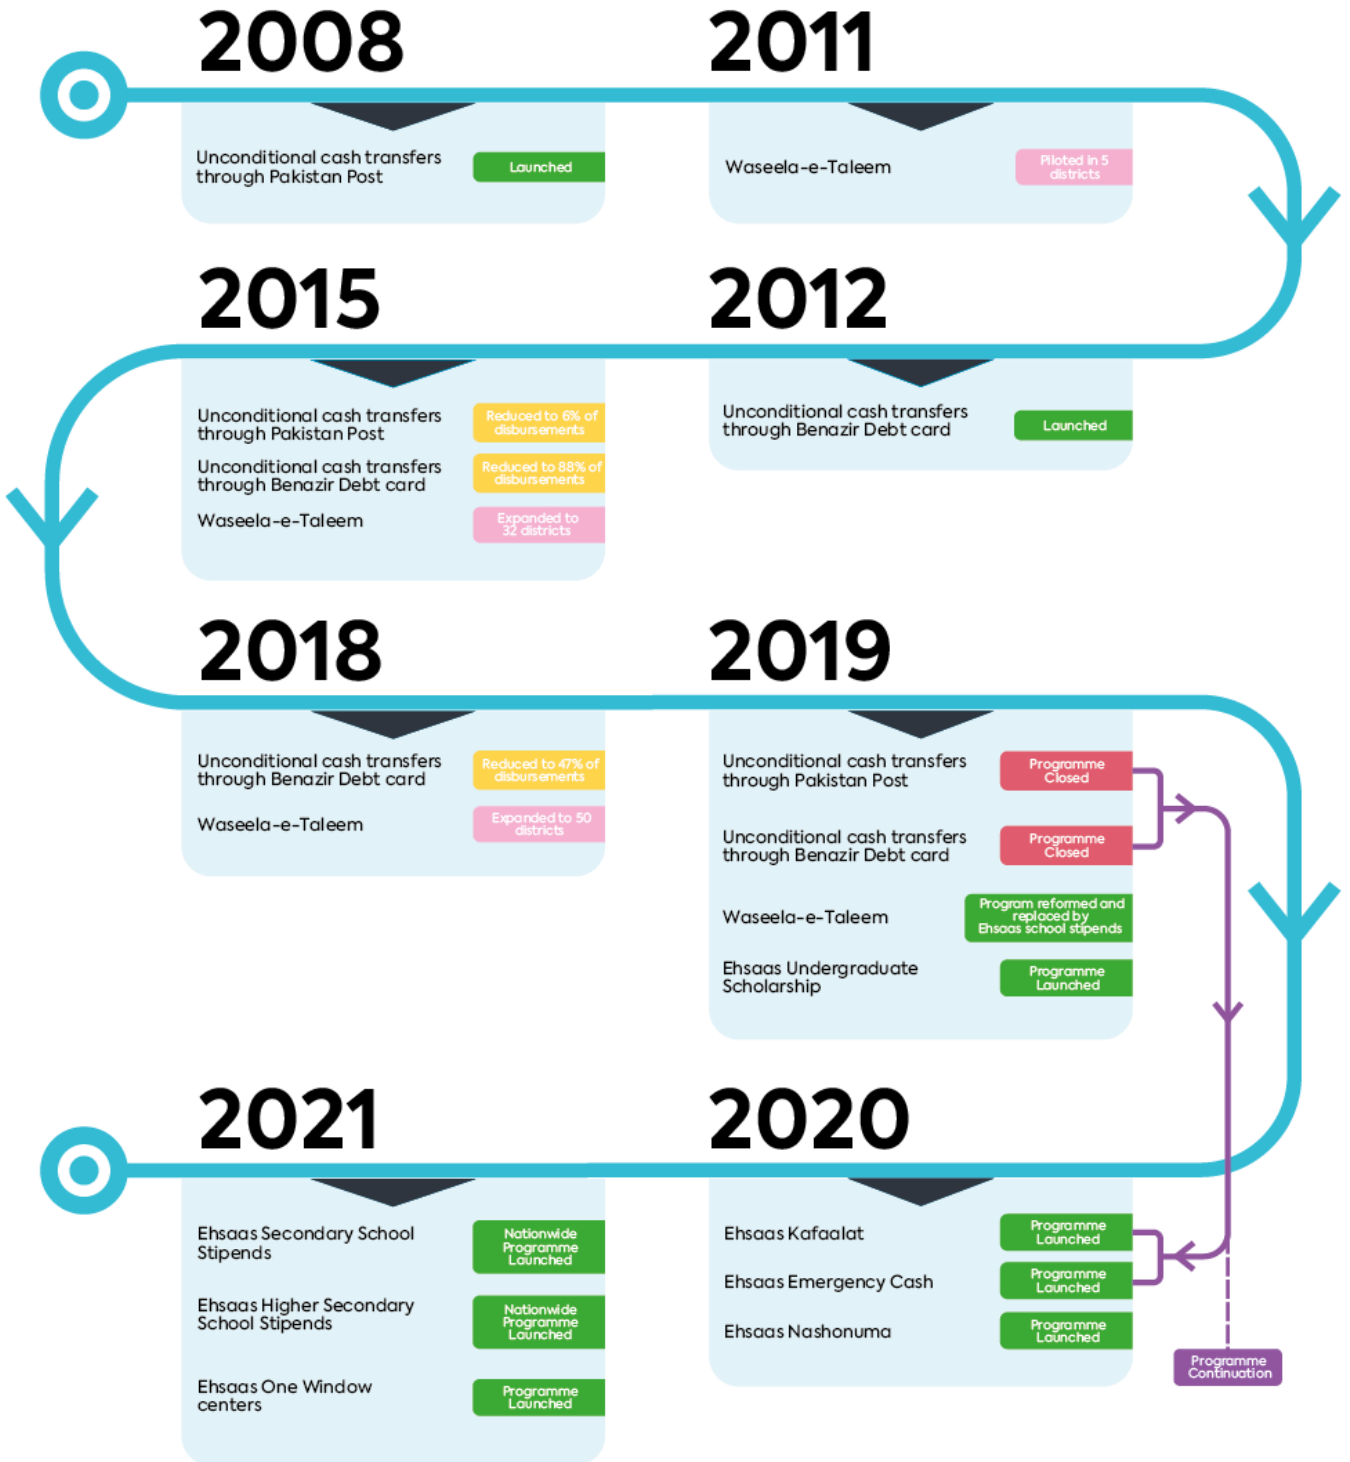 2008
Unconditional cash transfers
through Pakistan Post
Launched
2011
Waseela-e-Taleem
Piloted in 5
districts
2015
Unconditional cash transfers
through Pakistan Post
Reduced to 6% of
disbursements
Unconditional cash transfers
through Benazir Debt card
Reduced to 88% of
disbursements
Waseela-e-Taleem
Expanded to
32 districts
2012
Unconditional cash transfers
through Benazir Debt card
Launched
2018
Unconditional cash transfers
through Benazir Debt card
Reduced to 47% of
disbursements
Waseela-e-Taleem
Expanded to 50
districts
2019
Unconditional cash transfers
through Pakistan Post
Programme
Closed
Unconditional cash transfers
through Benazir Debt card
Programme
Closed
Waseela-e-Taleem
Program reformed and
replaced by
Ehsaas school stipends
Ehsaas Undergraduate
Scholarship
Programme
Launched
2021
Ehsaas Secondary School
Stipends
Nationwide
Programme
Launched
Ehsaas Higher Secondary
School Stipends
Nationwide
Programme
Launched
Ehsaas One Window
centers
Programme
Launched
2020
Ehsaas Kafaalat
Programme
Launched
Ehsaas Emergency Cash
Programme
Launched
Ehsaas Nashonuma
Programme
Launched
Programme
Continuation